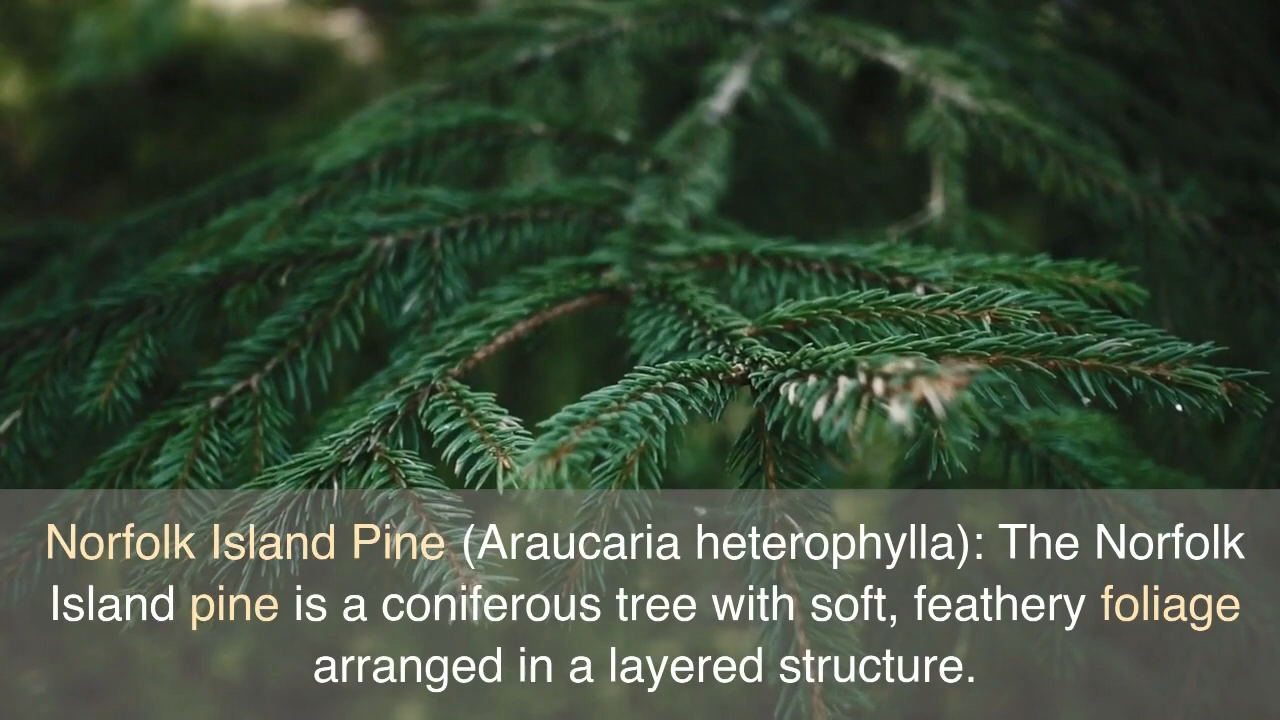 Norfolk Island Pine (Araucaria heterophylla): The Norfolk
Island pine is a coniferous tree with soft, feathery foliage
arranged in a layered structure.